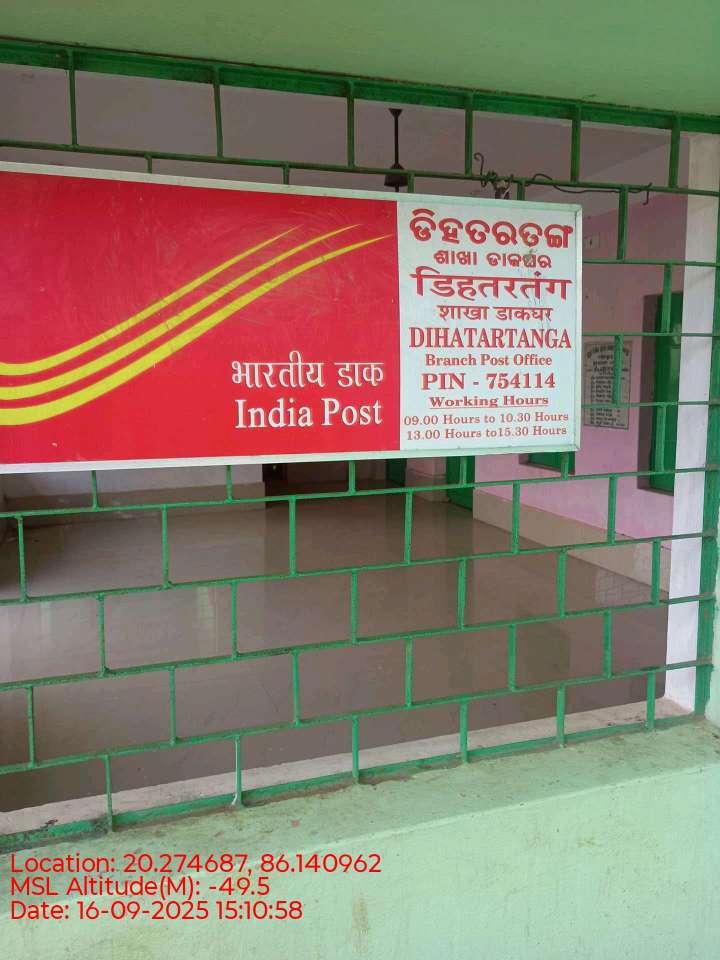 भारतीय डाक
India Post
ଡିହତରତଙ୍ଗ
ଶାଖା ଡାକଘର
डिहतरतंग
शाखा डाकघर
DIHATARTANGA
Branch Post Office
PIN - 754114
Working Hours
09.00 Hours to 10.30 Hours
13.00 Hours to15.30 Hours
Location: 20.274687, 86.140962
MSL Altitude(M): -49.5
Date: 16-09-2025 15:10:58